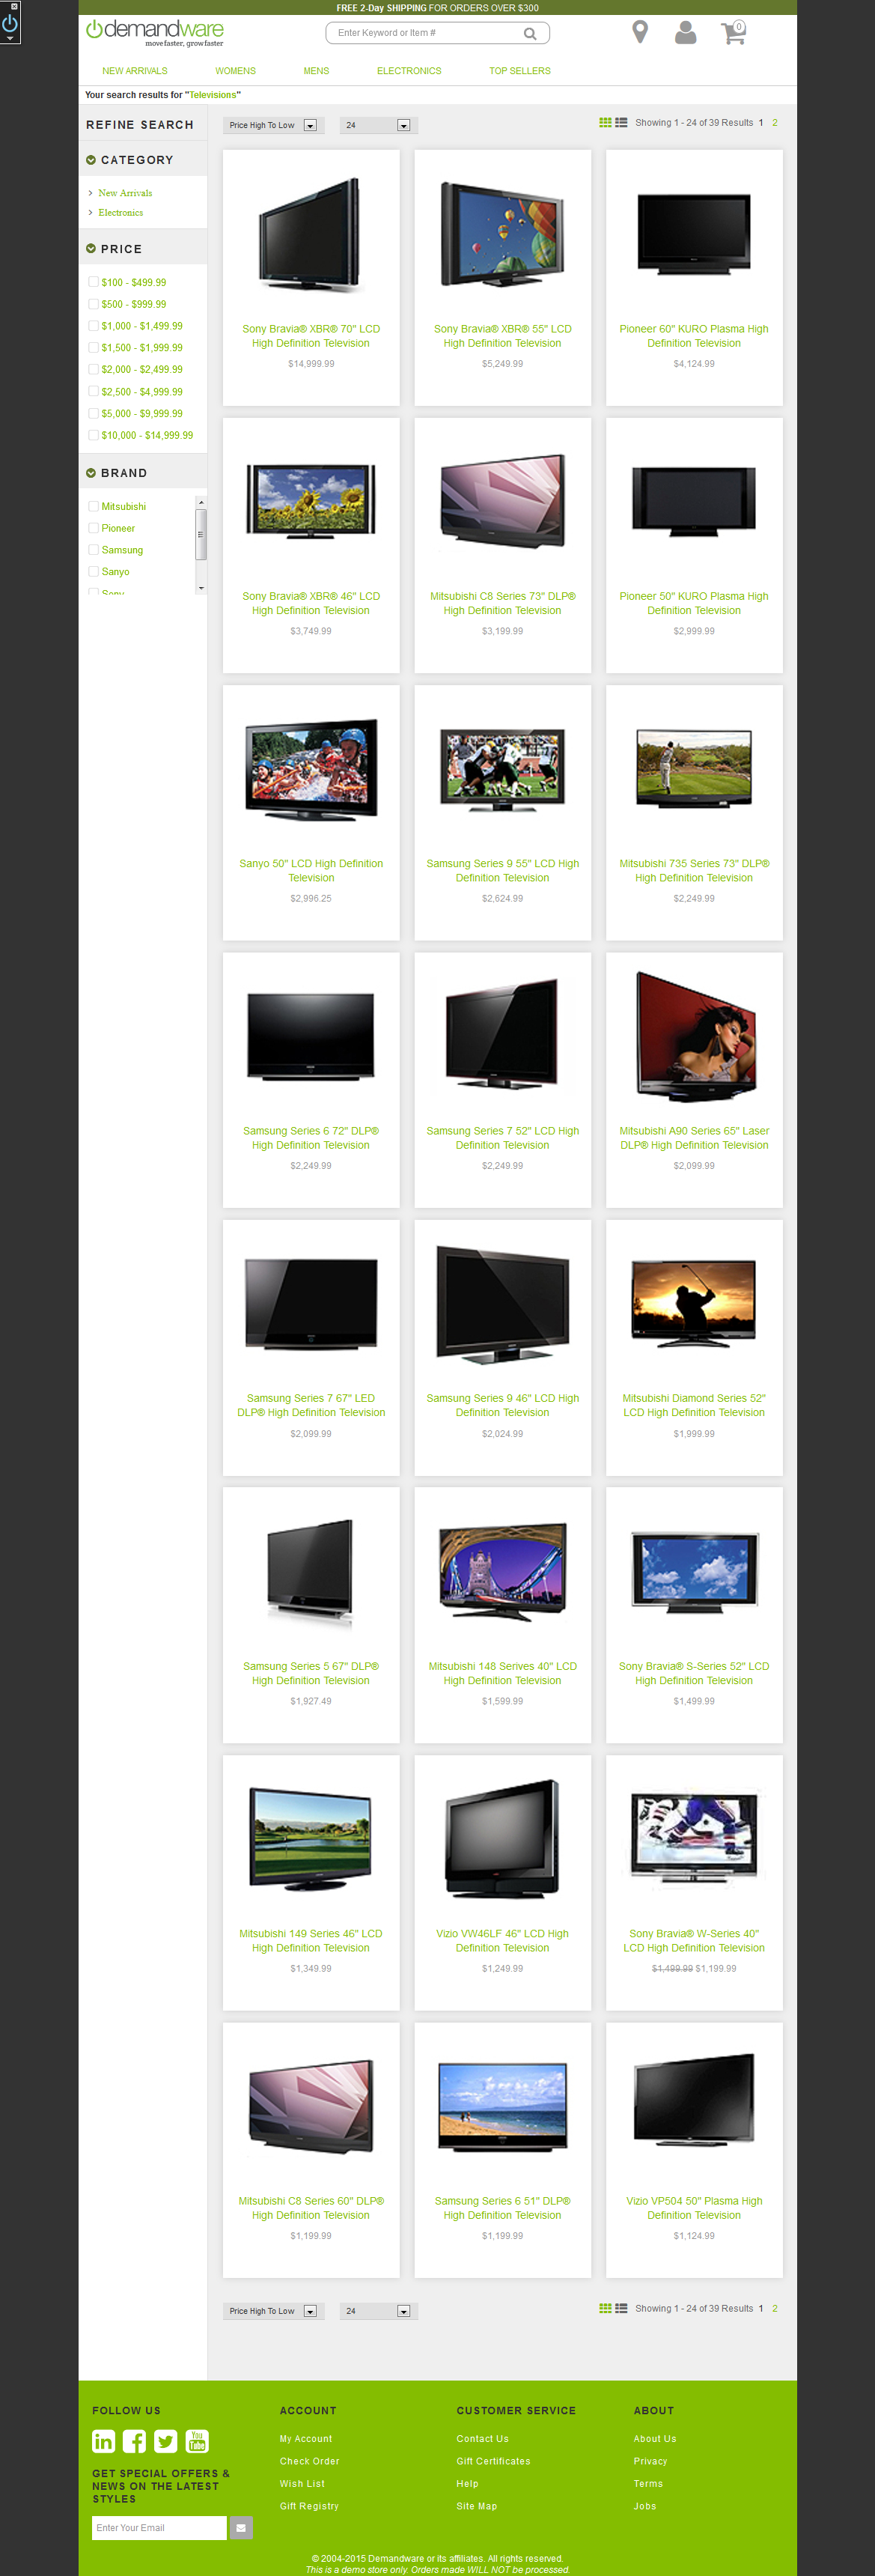 FREE 2-Day SHIPPING FOR ORDERS OVER $300
demandware
move faster, grow faster
Enter Keyword or Item #
0
NEW ARRIVALS WOMENS MENS ELECTRONICS TOP SELLERS
Your search results for "Televisions"
REFINE SEARCH
CATEGORY
New Arrivals
Electronics
PRICE
$100 - $499.99
$500 - $999.99
$1,000 - $1,499.99
$1,500 - $1,999.99
$2,000 - $2,499.99
$2,500 - $4,999.99
$5,000 - $9,999.99
$10,000 - $14,999.99
BRAND
Mitsubishi
Pioneer
Samsung
Sanyo
Sony
Price High To Low 24 Showing 1 - 24 of 39 Results 1 2
Sony Bravia® XBR® 70" LCD
High Definition Television
$14,999.99
Sony Bravia® XBR® 55" LCD
High Definition Television
$5,249.99
Pioneer 60" KURO Plasma High
Definition Television
$4,124.99
Sony Bravia® XBR® 46" LCD
High Definition Television
$3,749.99
Mitsubishi C8 Series 73" DLP®
High Definition Television
$3,199.99
Pioneer 50" KURO Plasma High
Definition Television
$2,999.99
Sanyo 50" LCD High Definition
Television
$2,996.25
Samsung Series 9 55" LCD High
Definition Television
$2,624.99
Mitsubishi 735 Series 73" DLP®
High Definition Television
$2,249.99
Samsung Series 6 72" DLP®
High Definition Television
$2,249.99
Samsung Series 7 52" LCD High
Definition Television
$2,249.99
Mitsubishi A90 Series 65" Laser
DLP® High Definition Television
$2,099.99
Samsung Series 7 67" LED
DLP® High Definition Television
$2,099.99
Samsung Series 9 46" LCD High
Definition Television
$2,024.99
Mitsubishi Diamond Series 52"
LCD High Definition Television
$1,999.99
Samsung Series 5 67" DLP®
High Definition Television
$1,927.49
Mitsubishi 148 Serives 40" LCD
High Definition Television
$1,599.99
Sony Bravia® S-Series 52" LCD
High Definition Television
$1,499.99
Mitsubishi 149 Series 46" LCD
High Definition Television
$1,349.99
Vizio VW46LF 46" LCD High
Definition Television
$1,249.99
Sony Bravia® W-Series 40"
LCD High Definition Television
$1,499.99 $1,199.99
Mitsubishi C8 Series 60" DLP®
High Definition Television
$1,199.99
Samsung Series 6 51" DLP®
High Definition Television
$1,199.99
Vizio VP504 50" Plasma High
Definition Television
$1,124.99
Price High To Low 24 Showing 1 - 24 of 39 Results 1 2
FOLLOW US
in f You Tube
GET SPECIAL OFFERS &
NEWS ON THE LATEST
STYLES
Enter Your Email
ACCOUNT
My Account
Check Order
Wish List
Gift Registry
CUSTOMER SERVICE
Contact Us
Gift Certificates
Help
Site Map
ABOUT
About Us
Privacy
Terms
Jobs
© 2004-2015 Demandware or its affiliates. All rights reserved.
This is a demo store only. Orders made WILL NOT be processed.